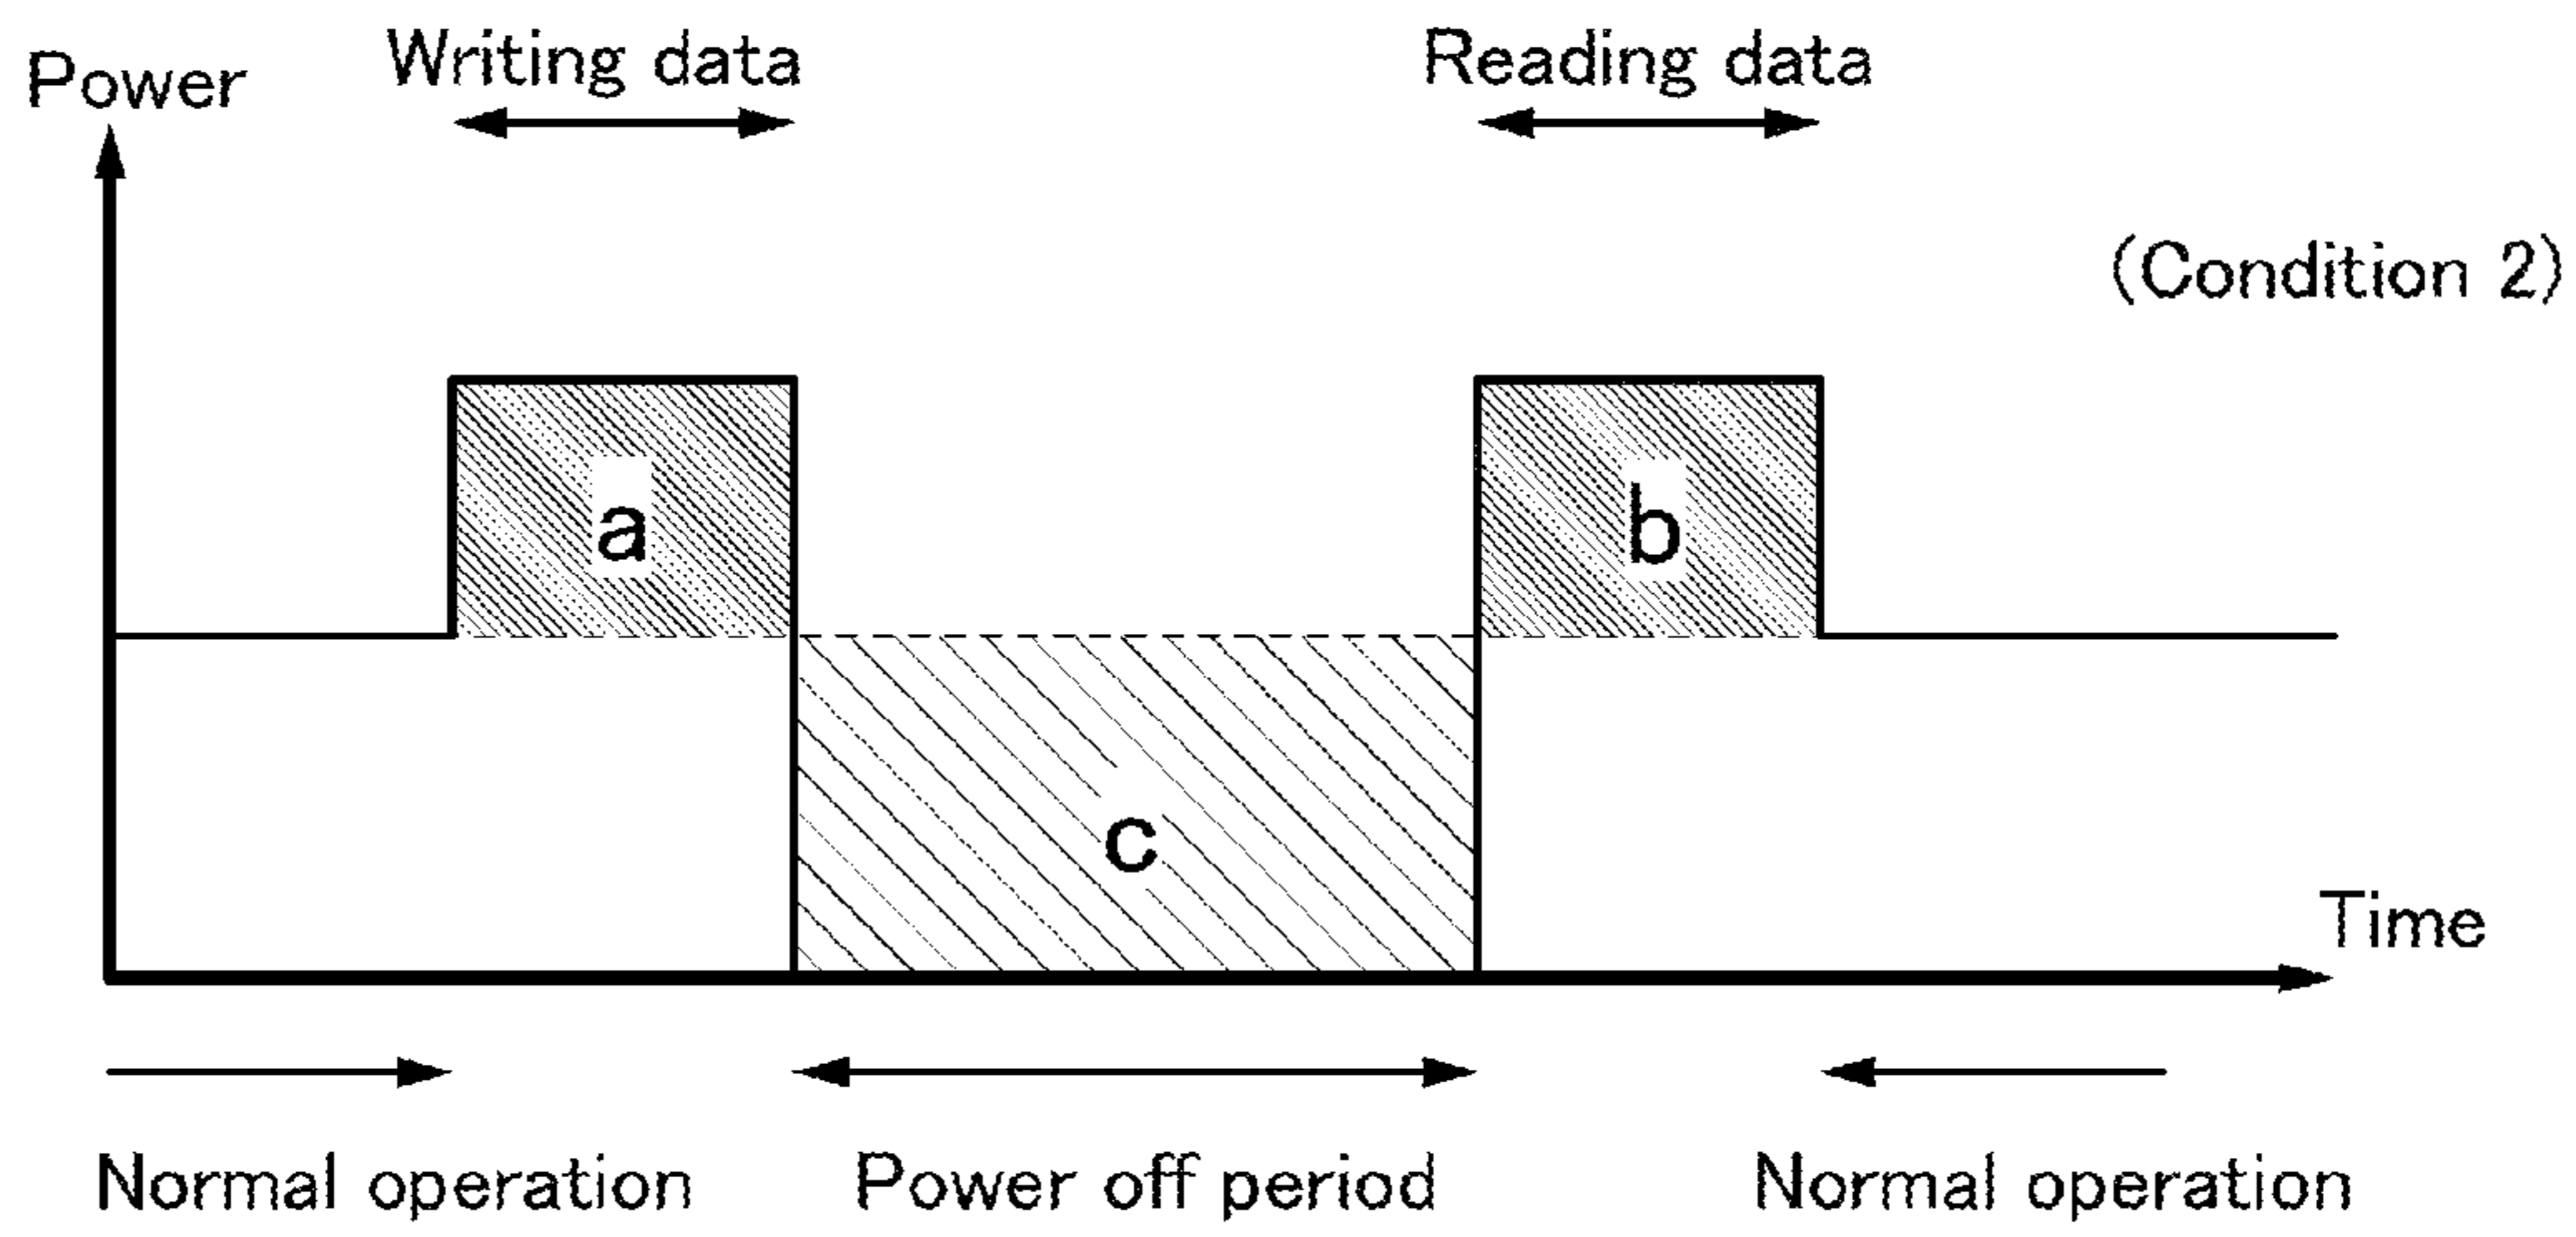 Power
Writing data
Reading data
(Condition 2)
a
b
c
Time
Normal operation
Power off period
Normal operation